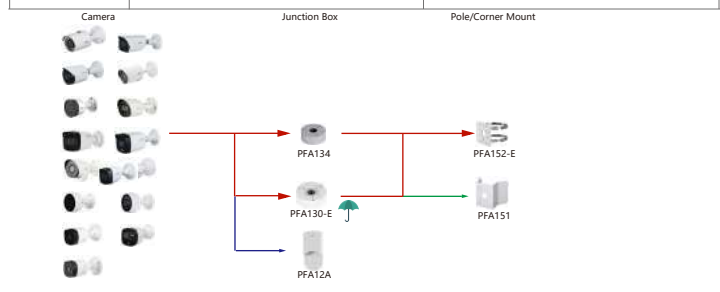 Camera Junction Box Pole/Corner Mount
PFA134 PFA152-E
PFA130-E PFA151
PFA12A